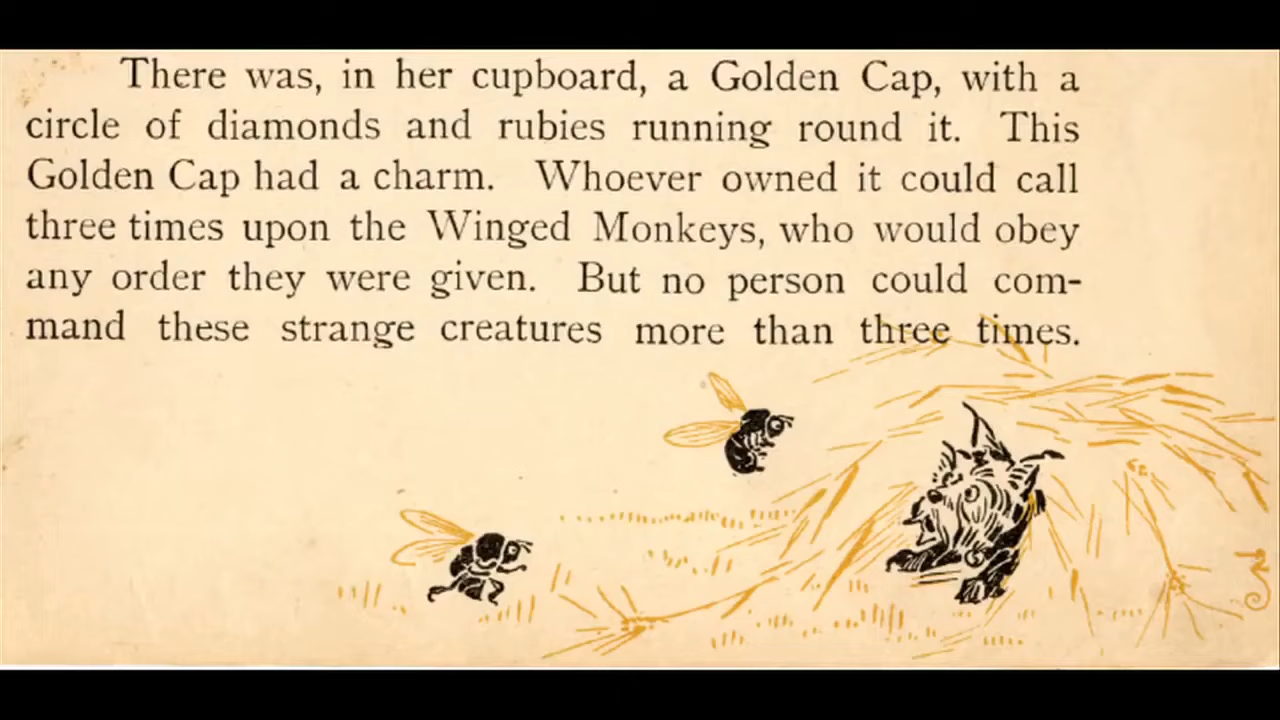 There was, in her cupboard, a Golden Cap, with a
circle of diamonds and rubies running round it. This
Golden Cap had a charm. Whoever owned it could call
three times upon the Winged Monkeys, who would obey
any order they were given. But no person could com-
mand these strange creatures more than three times.